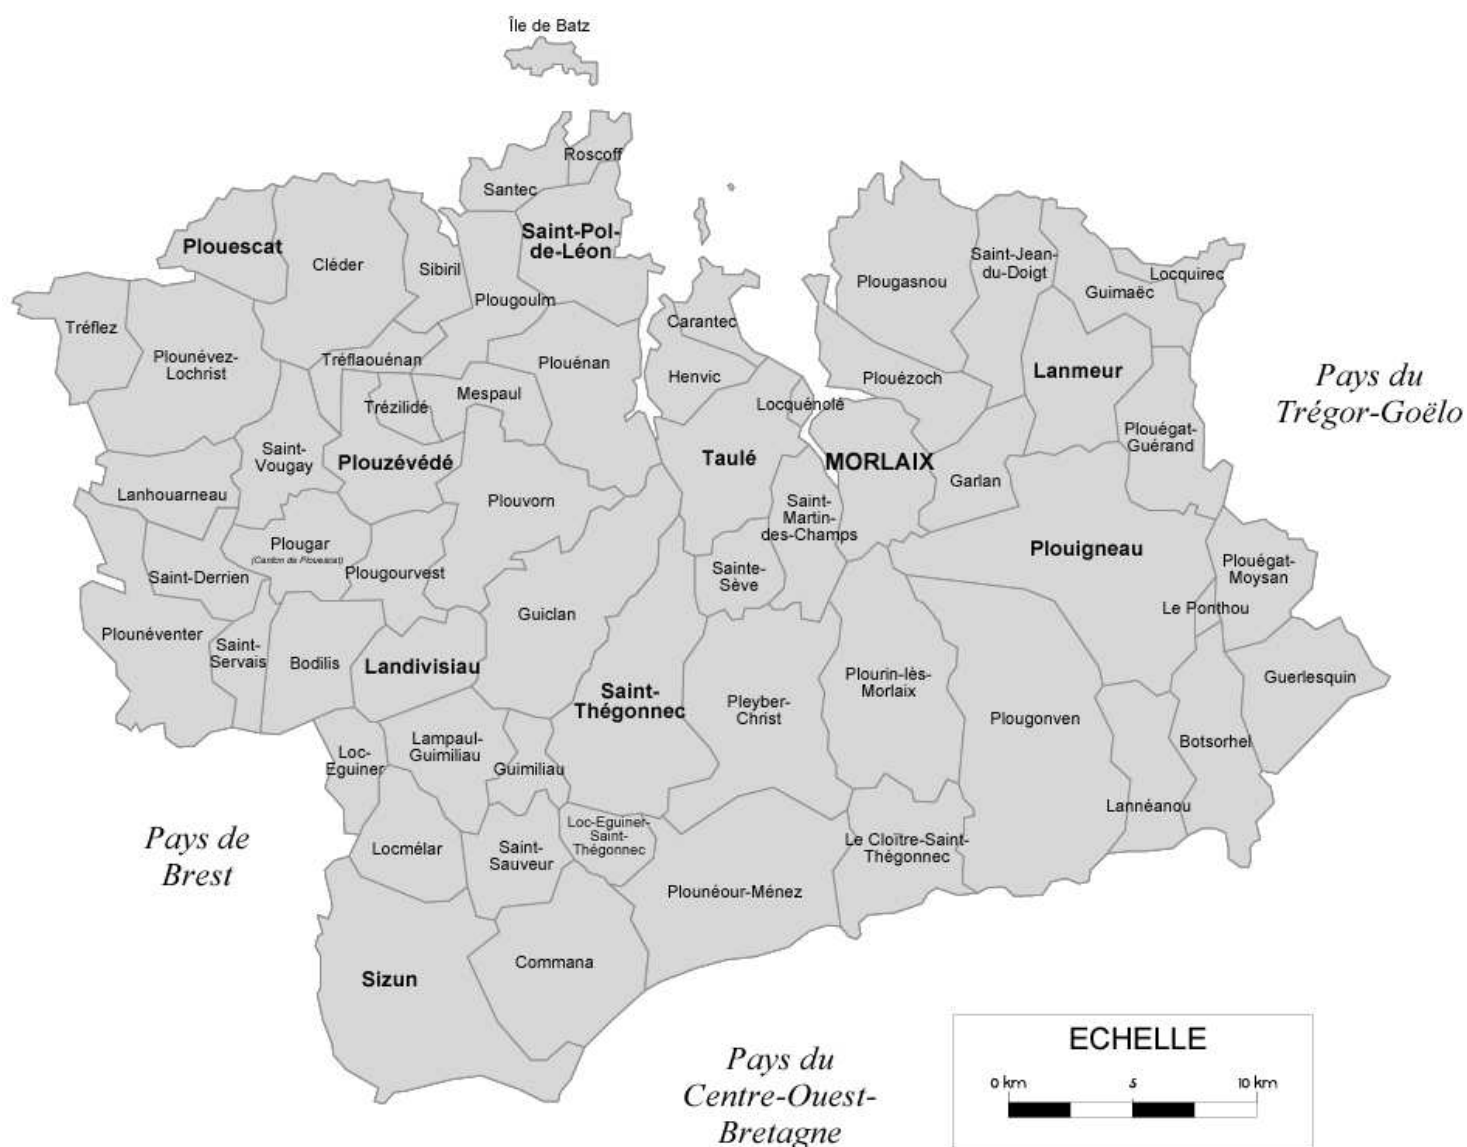 Île de Batz
Roscoff
Santec
Saint-Pol-
de-Léon
Plouescat
Cléder
Sibiril
Plougoulm
Saint-Jean-
du-Doigt
Plougasnou
Locquirec
Guimaëc
Tréflez
Plounévez-
Lochrist
Tréflaouénan
Plouénan
Carantec
Henvic
Plouézoch
Lanmeur
Pays du
Trégor-Goëlo
Trézilidé
Mespaul
Locquénolé
Plouégat-
Guérand
Saint-
Vougay
Plouzévédé
Taulé
MORLAIX
Garlan
Lanhouarneau
Plouvorn
Saint-
Martin-
des-Champs
Plougar
(Canton de Plouescat)
Plouigneau
Plouégat-
Moysan
Saint-Derrien
Plougourvest
Sainte-
Sève
Le Ponthou
Guiclan
Plounéventer
Saint-
Servais
Bodilis
Landivisiau
Saint-
Thégonnec
Pleyber-
Christ
Plourin-lès-
Morlaix
Plougonven
Guerlesquin
Botsorhel
Loc-
Eguiner
Lampaul-
Guimiliau
Guimiliau
Lannéanou
Pays de
Brest
Locmélar
Saint-
Sauveur
Loc-Eguiner-
Saint-
Thégonnec
Le Cloître-Saint-
Thégonnec
Plounéour-Ménez
Commana
Sizun
Pays du
Centre-Ouest-
Bretagne
ECHELLE
0 km 5 10 km